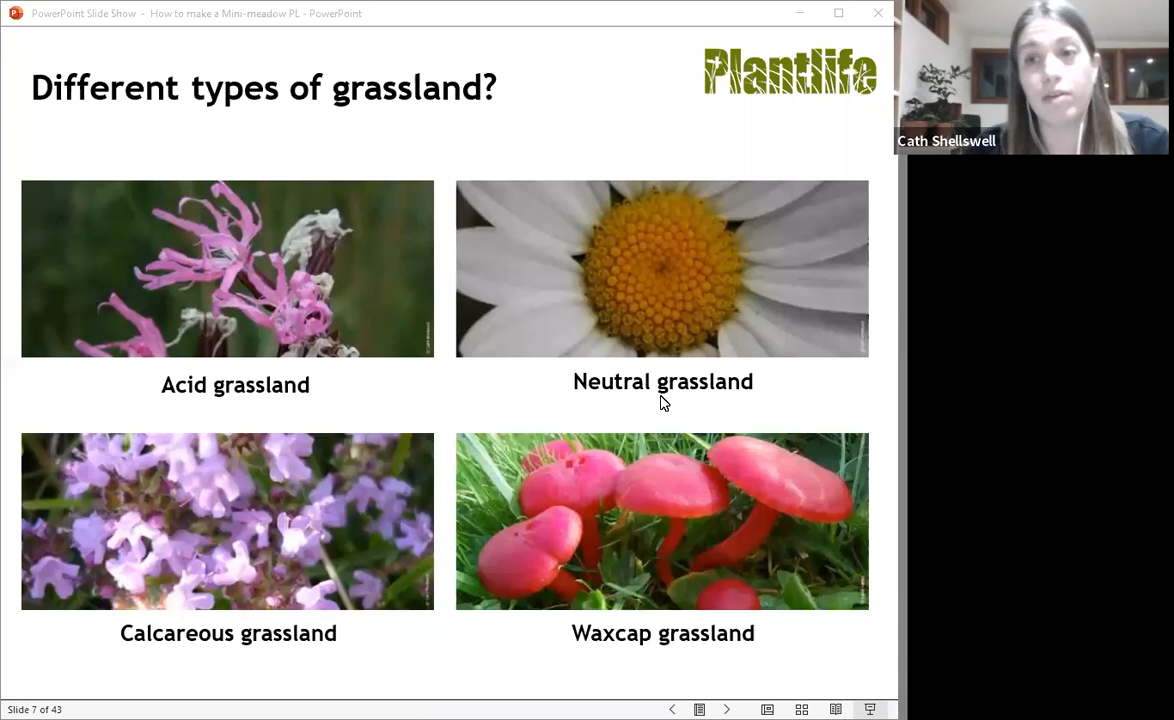 PowerPoint Slide Show - How to make a Mini-meadow PL - PowerPoint
Different types of grassland?
Plantlife
Cath Shellswell
Acid grassland
Neutral grassland
Calcareous grassland
Waxcap grassland
Slide 7 of 43